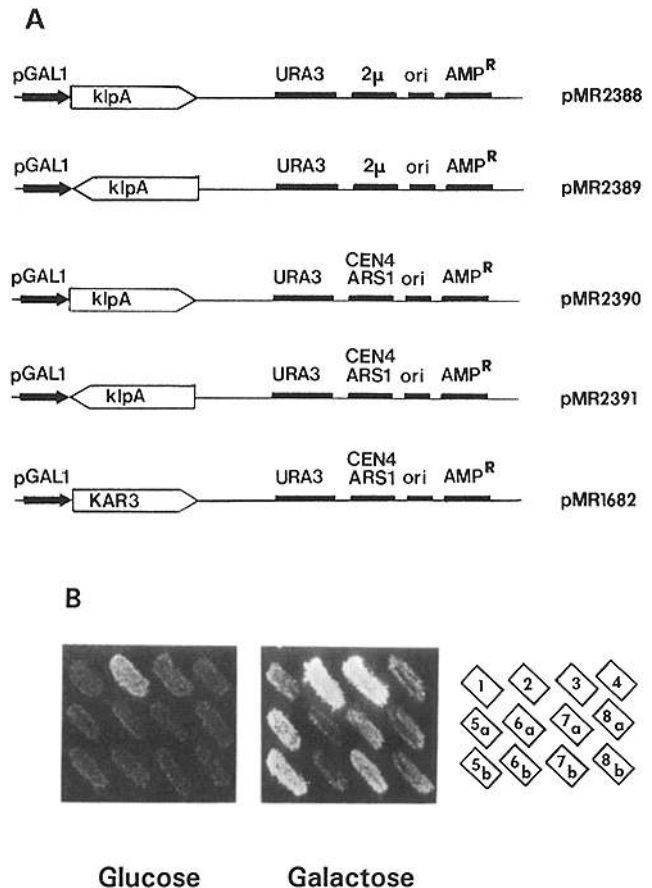 A
pGAL1 klpA URA3 2μ ori AMPR pMR2388
pGAL1 klpA URA3 2μ ori AMPR pMR2389
pGAL1 klpA URA3 CEN4 ARS1 ori AMPR pMR2390
pGAL1 klpA URA3 CEN4 ARS1 ori AMPR pMR2391
pGAL1 KAR3 URA3 CEN4 ARS1 ori AMPR pMR1682
B
1 2 3 4
5a 6a 7a 8a
5b 6b 7b 8b
Glucose Galactose